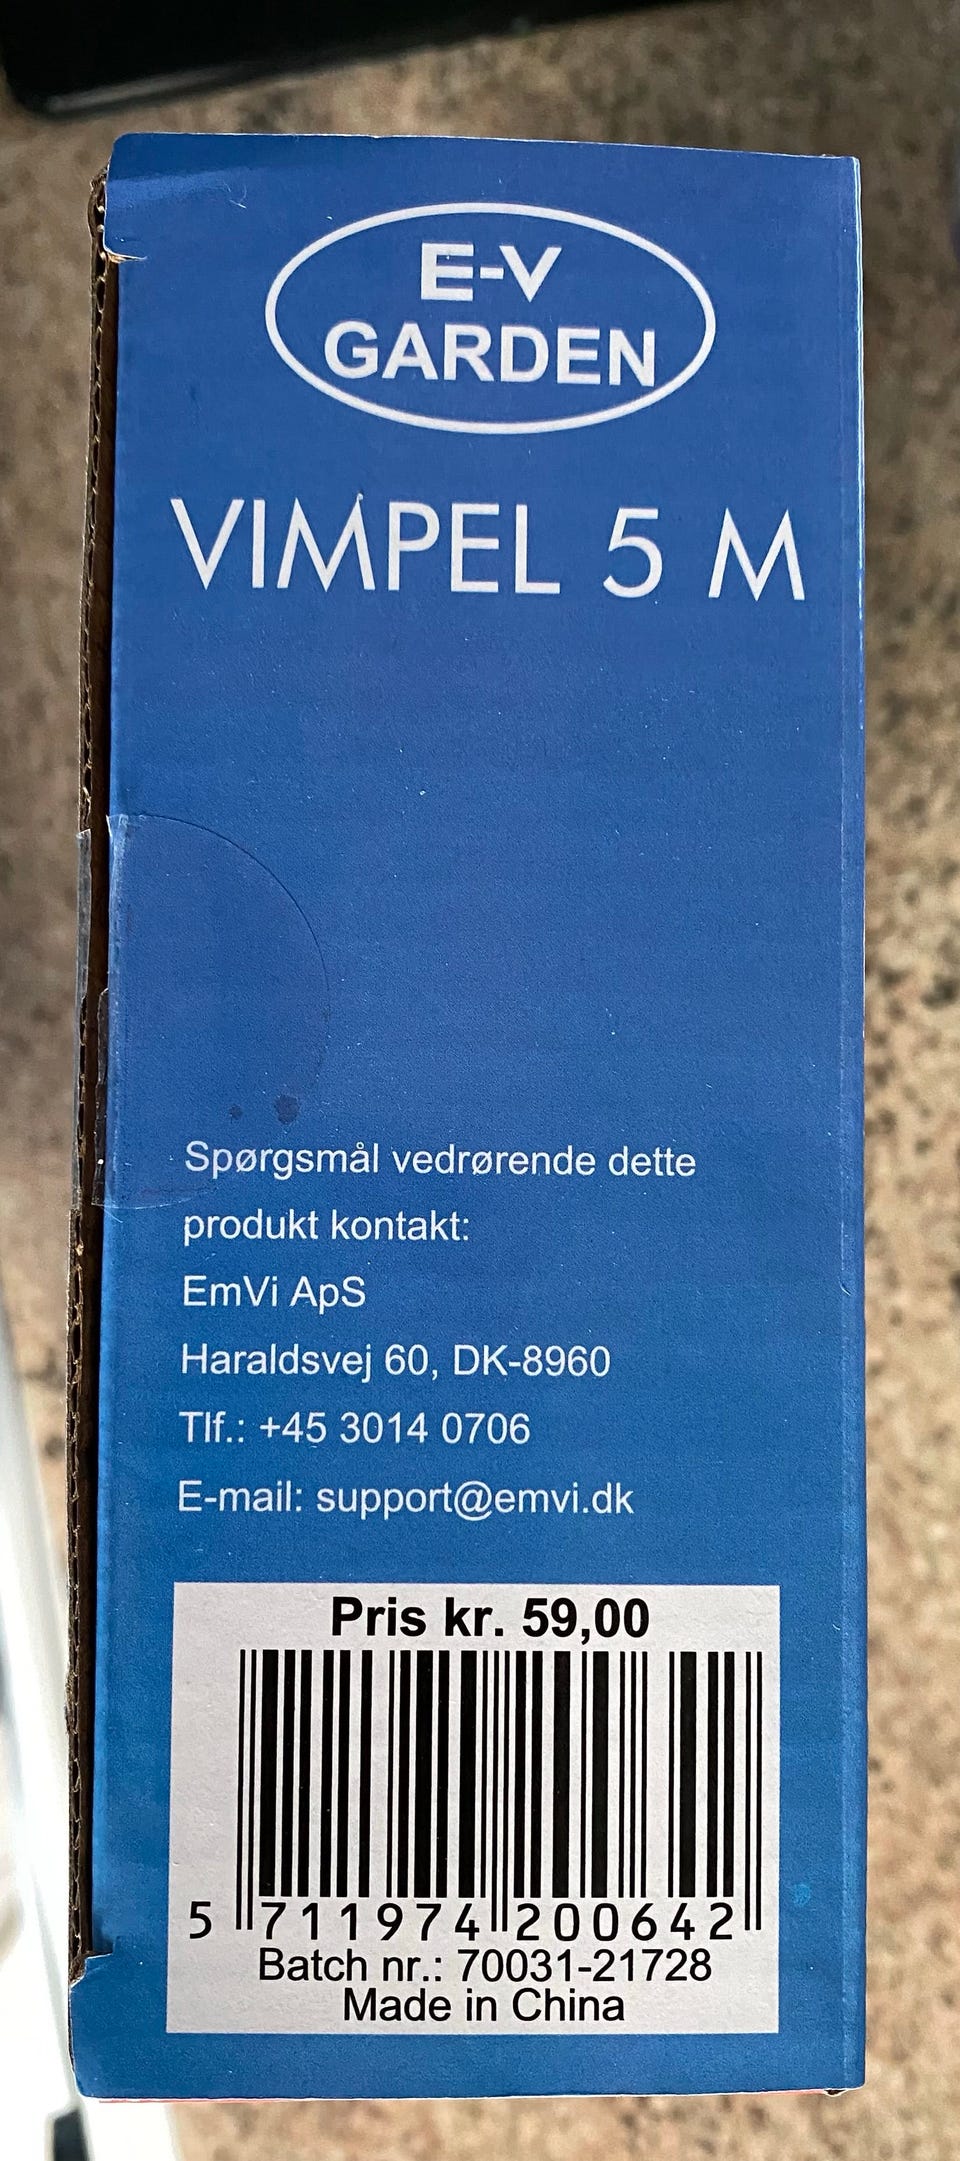 E-V
GARDEN
VIMPEL 5 M
Spørgsmål vedrørende dette
produkt kontakt:
EmVi ApS
Haraldsvej 60, DK-8960
Tlf.: +45 3014 0706
E-mail: support@emvi.dk
Pris kr. 59,00
5 711974 200642
Batch nr.: 70031-21728
Made in China